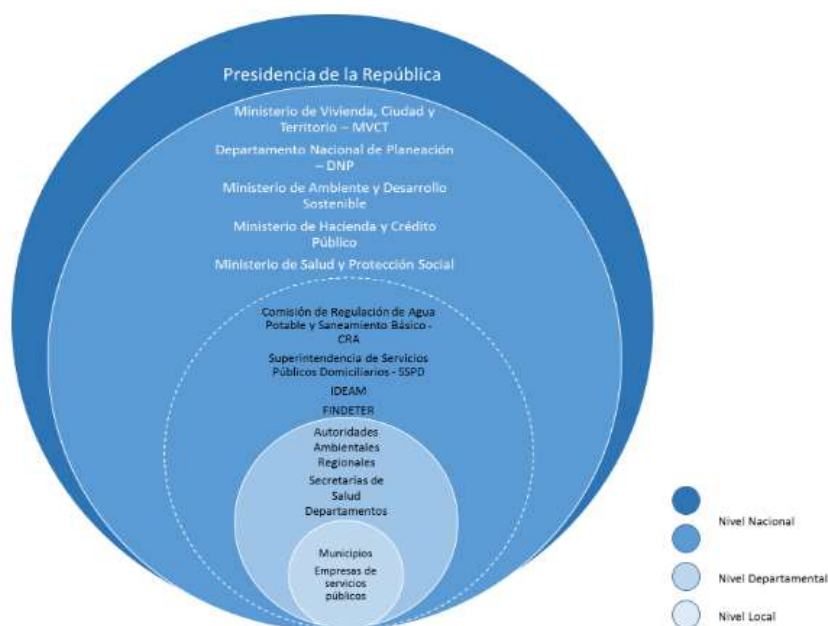 Presidencia de la República
Ministerio de Vivienda, Ciudad y
Territorio – MVCT
Departamento Nacional de Planeación
– DNP
Ministerio de Ambiente y Desarrollo
Sostenible
Ministerio de Hacienda y Crédito
Público
Ministerio de Salud y Protección Social
Comisión de Regulación de Agua
Potable y Saneamiento Básico -
CRA
Superintendencia de Servicios
Públicos Domiciliarios - SSPD
IDEAM
FINDETER
Autoridades
Ambientales
Regionales
Secretarías de
Salud
Departamentos
Municipios
Empresas de
servicios
públicos
Nivel Nacional
Nivel Departamental
Nivel Local